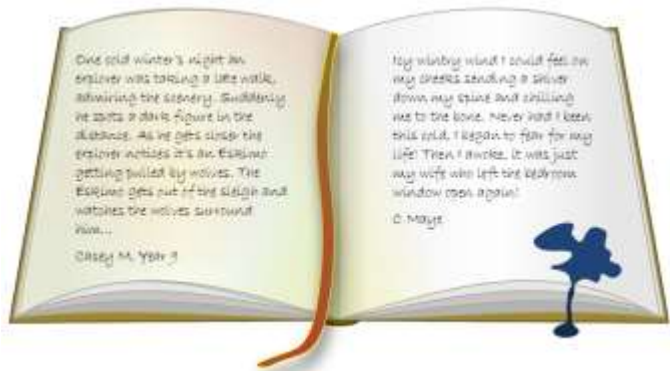 One cold winter's night an
explorer was taking a late walk,
admiring the scenery. Suddenly
he spots a dark figure in the
distance. As he gets closer the
explorer notices it's an Eskimo
getting pulled by wolves. The
Eskimo gets out of the sleigh and
watches the wolves surround
him...
Casey M, Year 9
Icy wintry wind I could feel on
my cheeks sending a shiver
down my spine and chilling
me to the bone. Never had I been
this cold, I began to fear for my
life! Then I awoke, it was just
my wife who left the bedroom
window open again!
C Maye